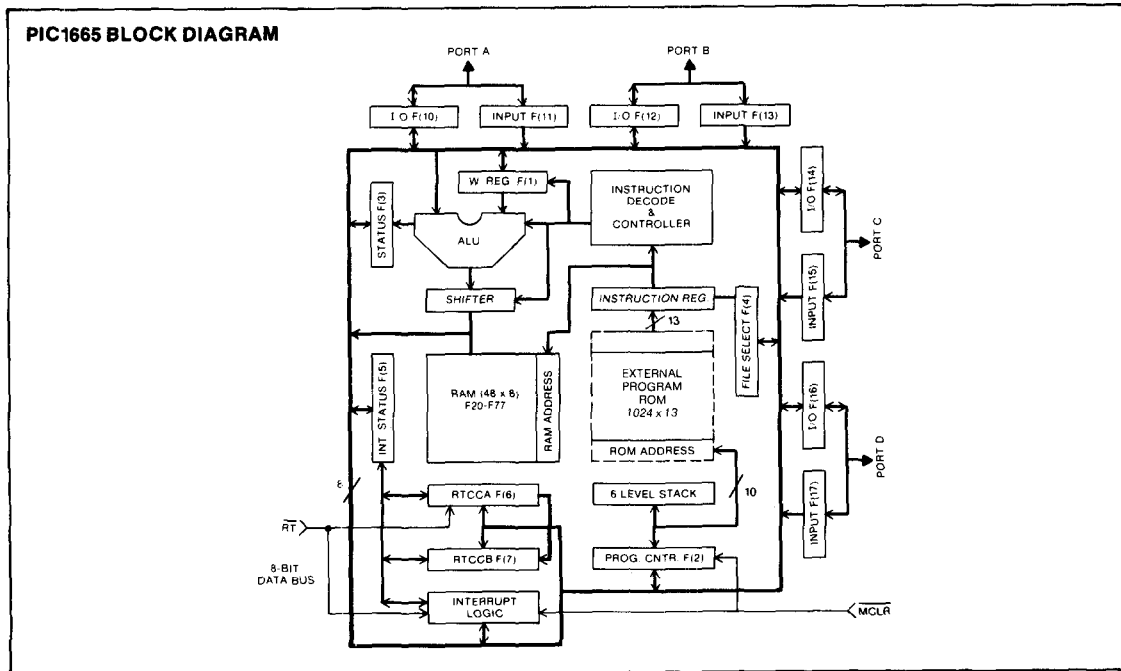 PIC1665 BLOCK DIAGRAM
PORT A
PORT B
I O F(10)
INPUT F(11)
I/O F(12)
INPUT F(13)
W REG F(1)
INSTRUCTION
DECODE
&
CONTROLLER
I/O F(14)
STATUS F(3)
ALU
PORT C
SHIFTER
INSTRUCTION REG
INPUT F(15)
13
FILE SELECT F(4)
INT STATUS F(5)
RAM (48 x 8)
F20-F77
RAM ADDRESS
EXTERNAL
PROGRAM
ROM
1024 x 13
I/O F(16)
ROM ADDRESS
PORT D
8
RTCCA F(6)
6 LEVEL STACK
10
INPUT F(17)
RT
8-BIT
DATA BUS
RTCCB F(7)
PROG. CNTR. F(2)
INTERRUPT
LOGIC
MCLR